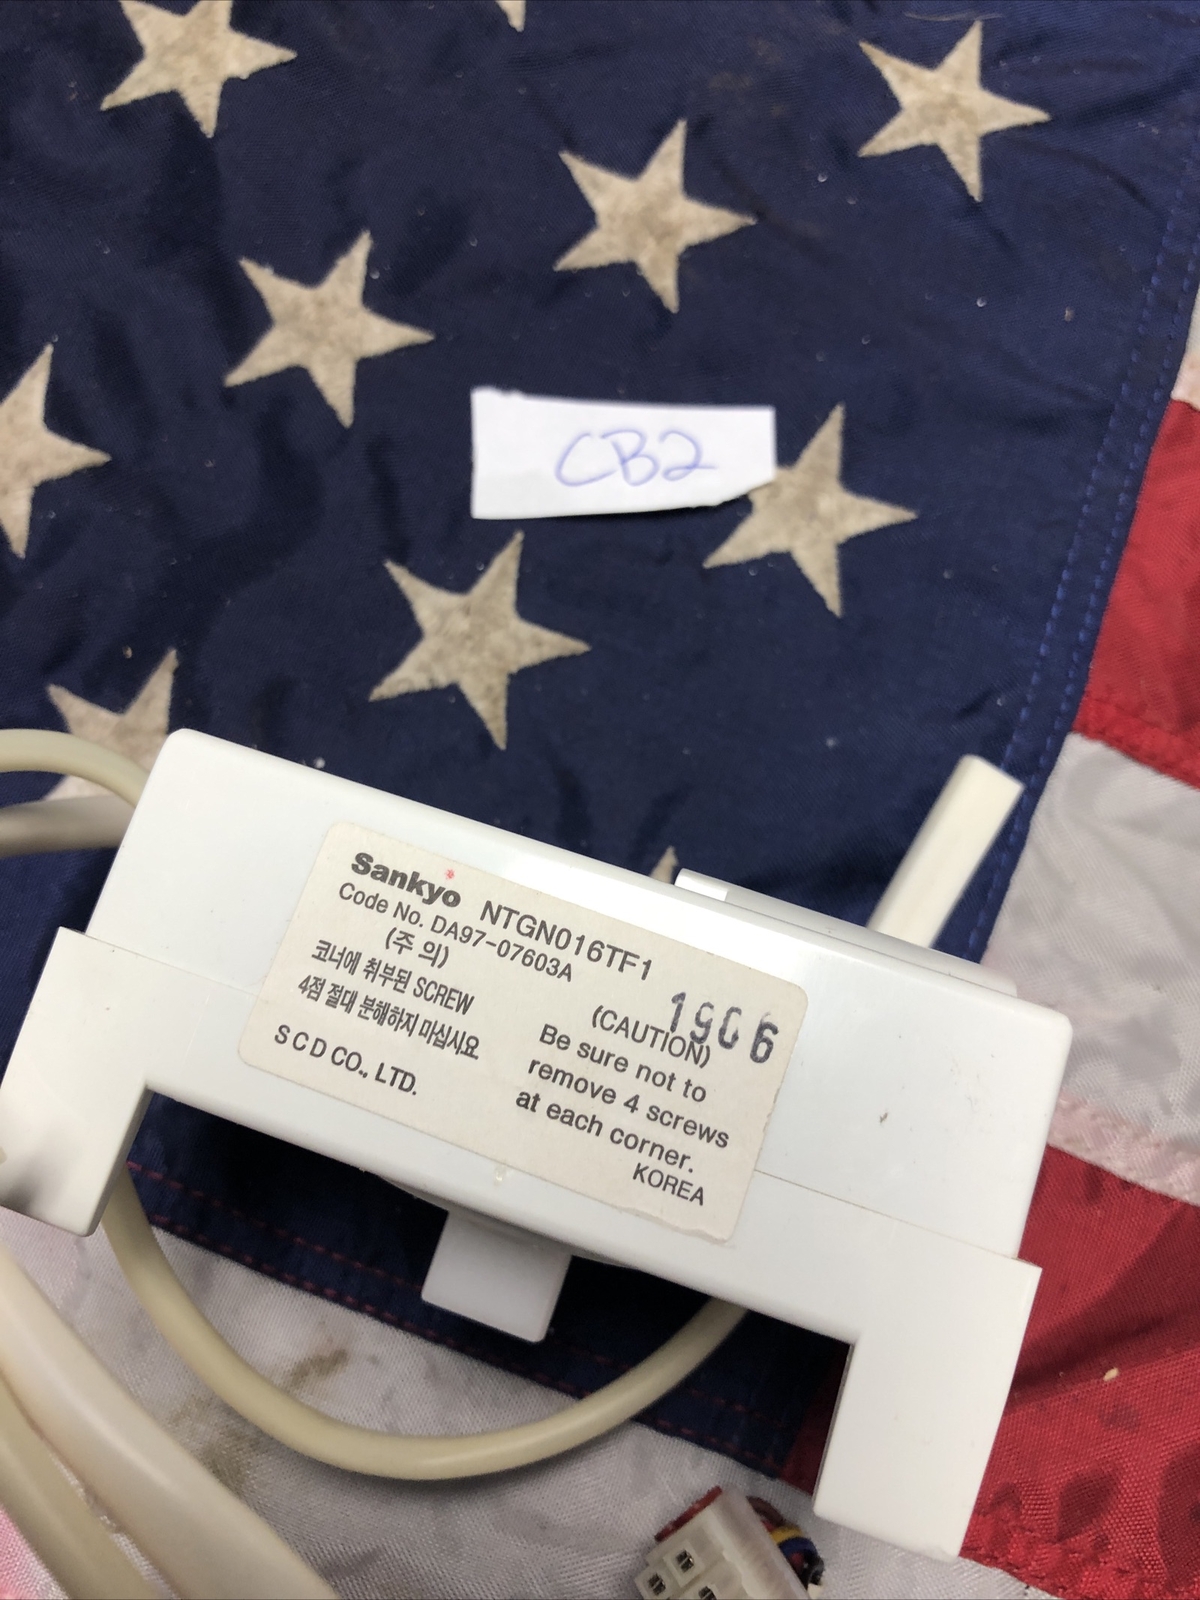 CB2
Sankyo NTGN016TF1
Code No. DA97-07603A
(주 의)
코너에 취부된 SCREW
4점 절대 분해하지 마십시요
S C D CO., LTD.
1906
(CAUTION)
Be sure not to
remove 4 screws
at each corner.
KOREA